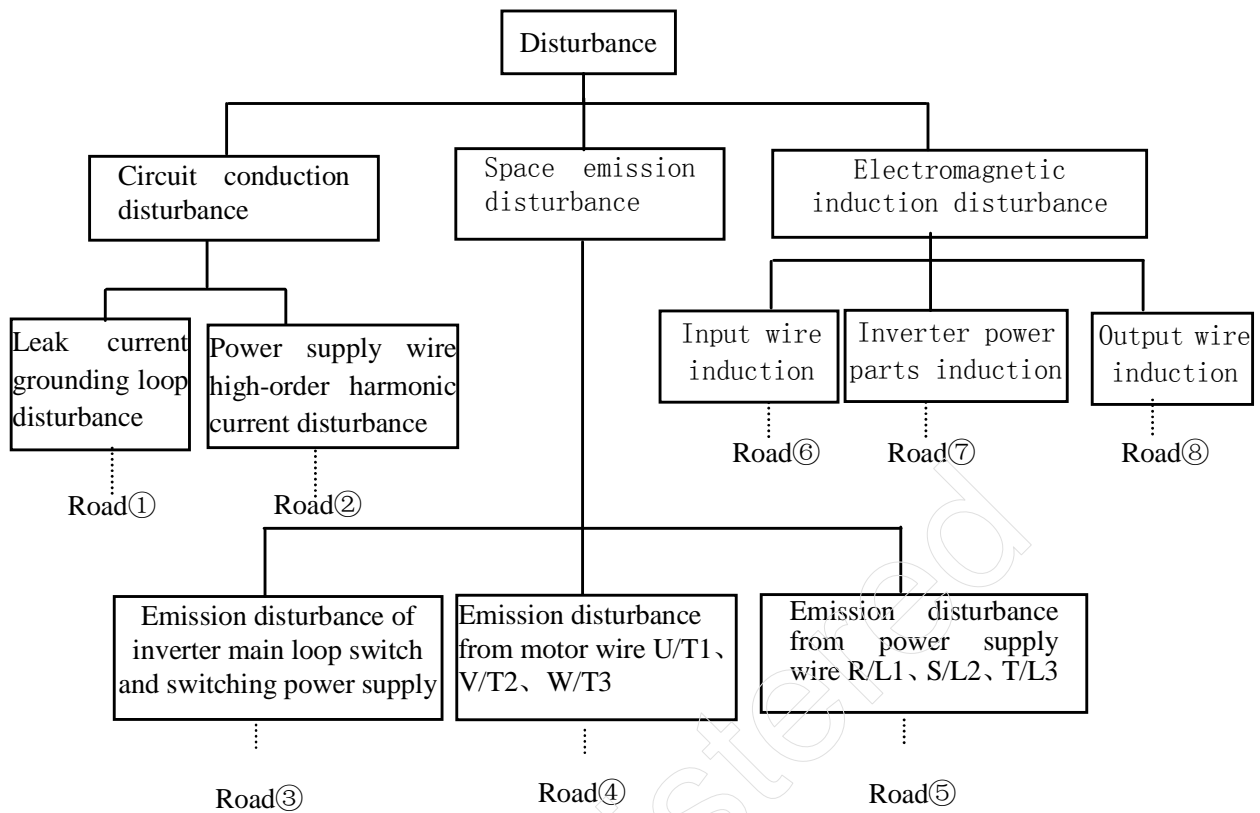 Disturbance
Circuit conduction
disturbance
Space emission
disturbance
Electromagnetic
induction disturbance
Leak current
grounding loop
disturbance
Power supply wire
high-order harmonic
current disturbance
Input wire
induction
Inverter power
parts induction
Output wire
induction
Road①
Road②
Road⑥
Road⑦
Road⑧
Emission disturbance of
inverter main loop switch
and switching power supply
Emission disturbance
from motor wire U/T1、
V/T2、W/T3
Emission disturbance
from power supply
wire R/L1、S/L2、T/L3
Road③
Road④
Road⑤
istered